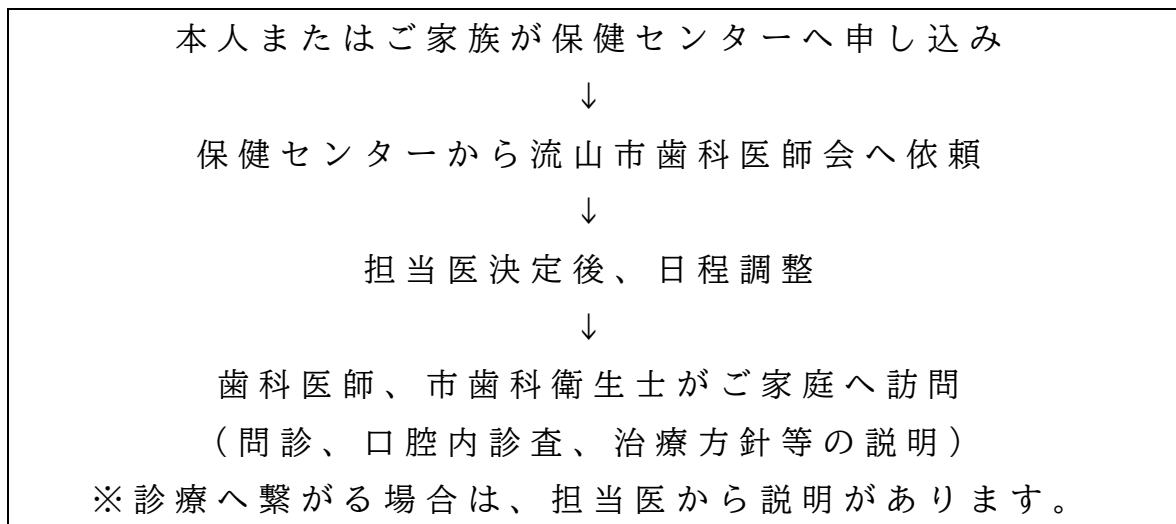 本人またはご家族が保健センターへ申し込み
↓
保健センターから流山市歯科医師会へ依頼
↓
担当医決定後、日程調整
↓
歯科医師、市歯科衛生士がご家庭へ訪問
（問診、口腔内診査、治療方針等の説明）
※診療へ繋がる場合は、担当医から説明があります。